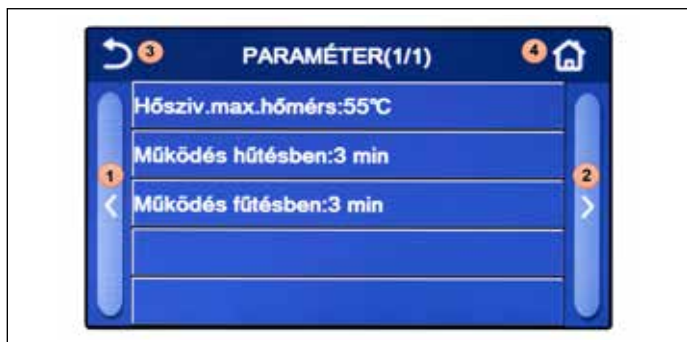 3 PARAMÉTER(1/1) 4
Hősziv.max.hőmérs:55℃
1 Működés hűtésben:3 min 2
< Működés fűtésben:3 min >